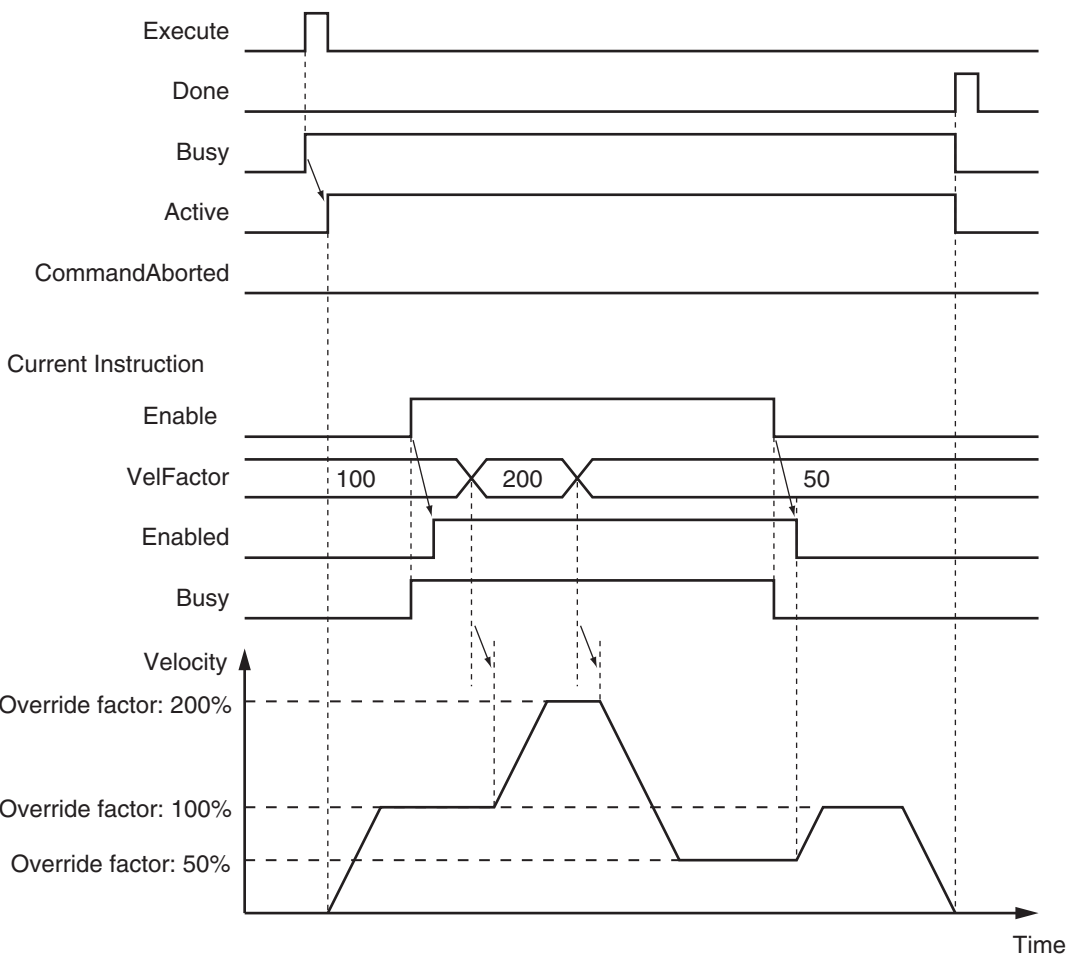 Execute
Done
Busy
Active
CommandAborted
Current Instruction
Enable
VelFactor
100
200
50
Enabled
Busy
Velocity
Override factor: 200%
Override factor: 100%
Override factor: 50%
Time